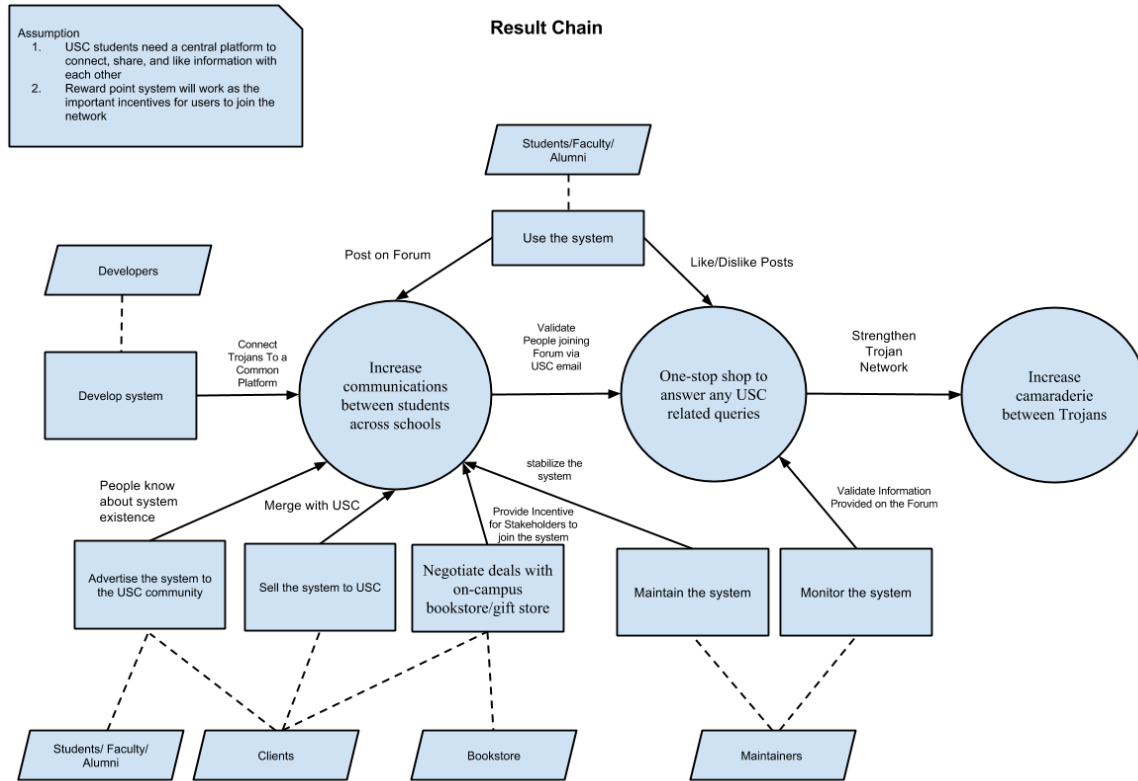 Result Chain
Assumption
1. USC students need a central platform to
connect, share, and like information with
each other
2. Reward point system will work as the
important incentives for users to join the
network
Students/Faculty/
Alumni
Use the system
Post on Forum
Like/Dislike Posts
Developers
Develop system
Connect
Trojans To a
Common
Platform
Increase
communications
between students
across schools
Validate
People joining
Forum via
USC email
One-stop shop to
answer any USC
related queries
Strengthen
Trojan
Network
Increase
camaraderie
between Trojans
People know
about system
existence
Merge with USC
Provide Incentive
for Stakeholders to
join the system
stabilize the
system
Validate Information
Provided on the Forum
Advertise the system to
the USC community
Sell the system to USC
Negotiate deals with
on-campus
bookstore/gift store
Maintain the system
Monitor the system
Students/ Faculty/
Alumni
Clients
Bookstore
Maintainers